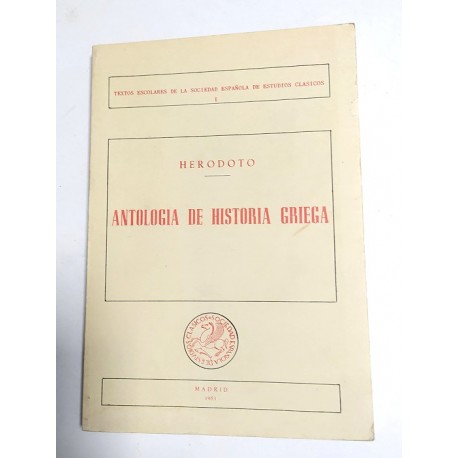 TEXTOS ESCOLARES DE LA SOCIEDAD ESPAÑOLA DE ESTUDIOS CLASICOS
I
HERODOTO
ANTOLOGIA DE HISTORIA GRIEGA
MADRID